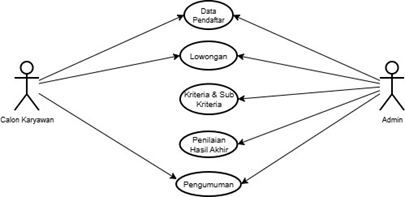 Data
Pendaftar
Lowongan
Kriteria & Sub
Kriteria
Penilaian
Hasil Akhir
Pengumuman
Calon Karyawan
Admin